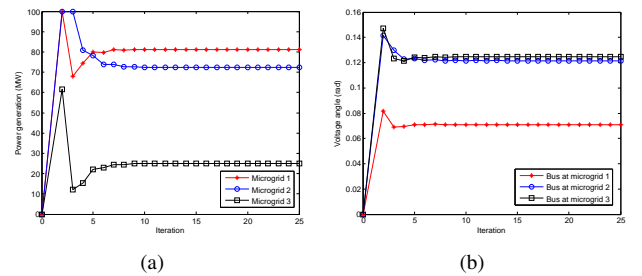 100
90
80
70
60
50
40
30
20
10
0
Power generation (MW)
0 5 10 15 20 25
Iteration
Microgrid 1
Microgrid 2
Microgrid 3
(a)
0.16
0.14
0.12
0.1
0.08
0.06
0.04
0.02
0
Voltage angle (rad)
0 5 10 15 20 25
Iteration
Bus at microgrid 1
Bus at microgrid 2
Bus at microgrid 3
(b)